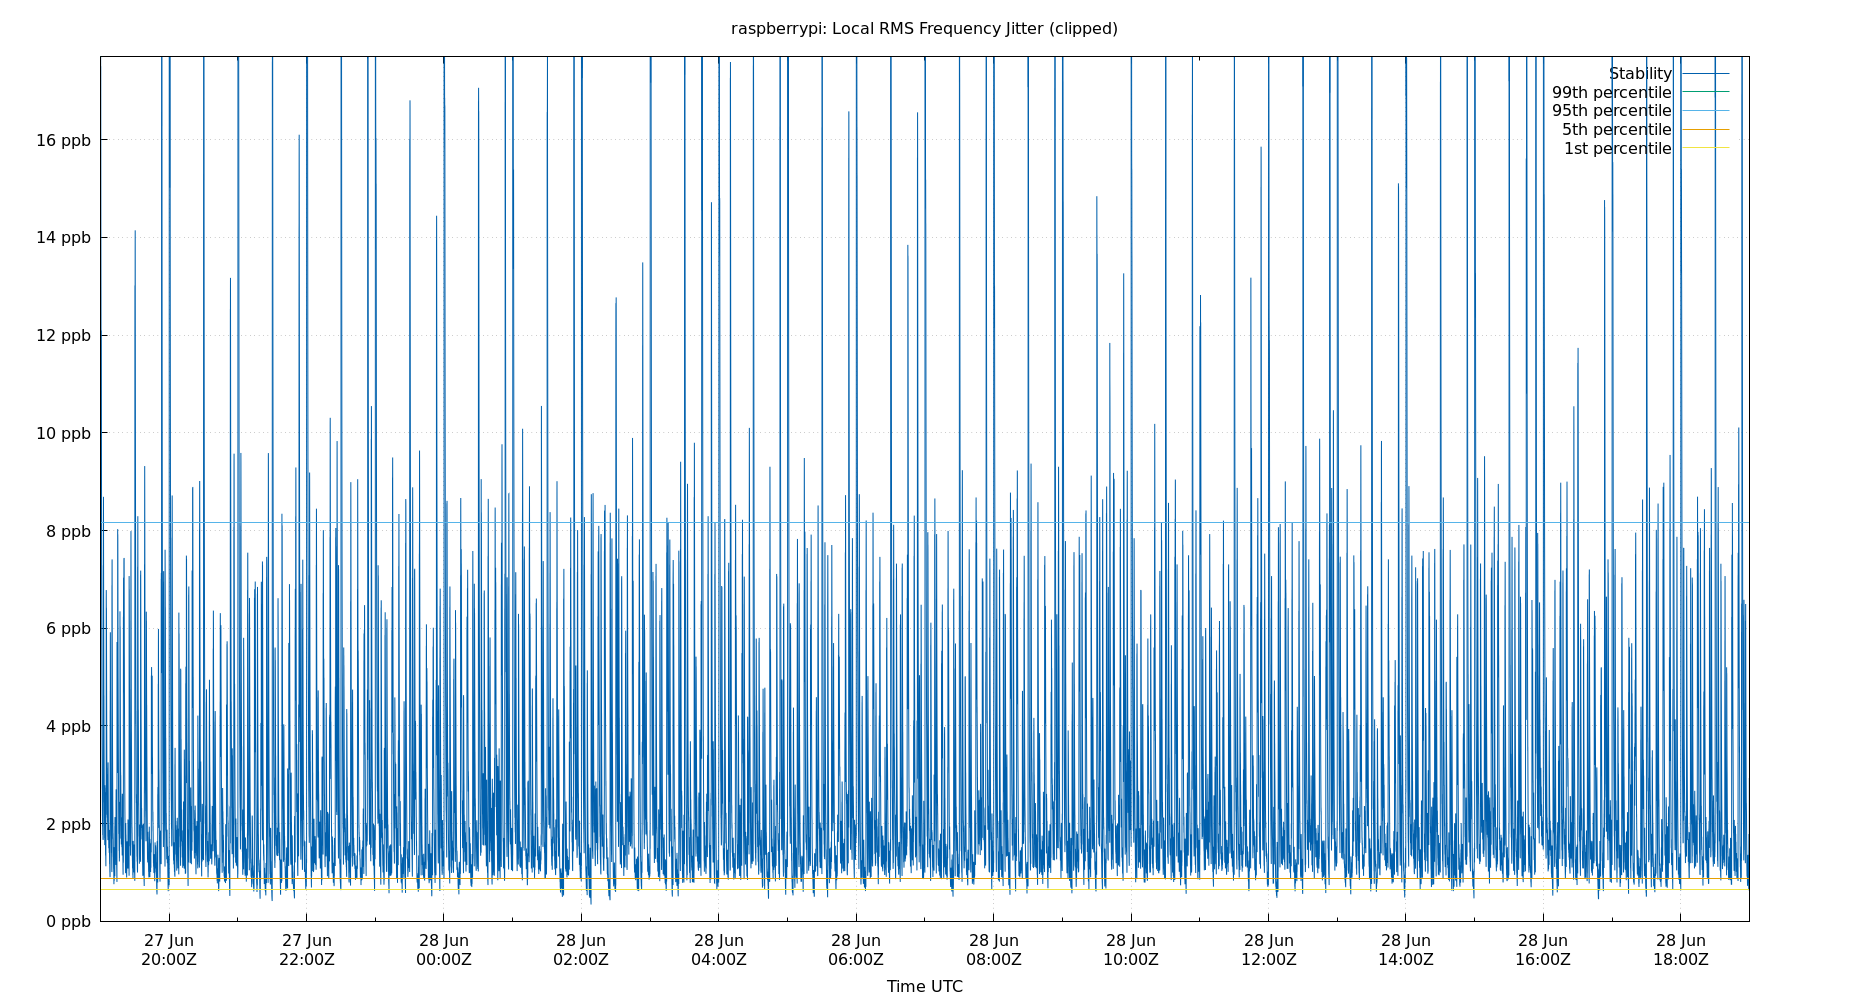 raspberrypi: Local RMS Frequency Jitter (clipped)
Stability
99th percentile
95th percentile
5th percentile
1st percentile
16 ppb
14 ppb
12 ppb
10 ppb
8 ppb
6 ppb
4 ppb
2 ppb
0 ppb
27 Jun 27 Jun 28 Jun 28 Jun 28 Jun 28 Jun 28 Jun 28 Jun 28 Jun 28 Jun 28 Jun 28 Jun
20:00Z 22:00Z 00:00Z 02:00Z 04:00Z 06:00Z 08:00Z 10:00Z 12:00Z 14:00Z 16:00Z 18:00Z
Time UTC